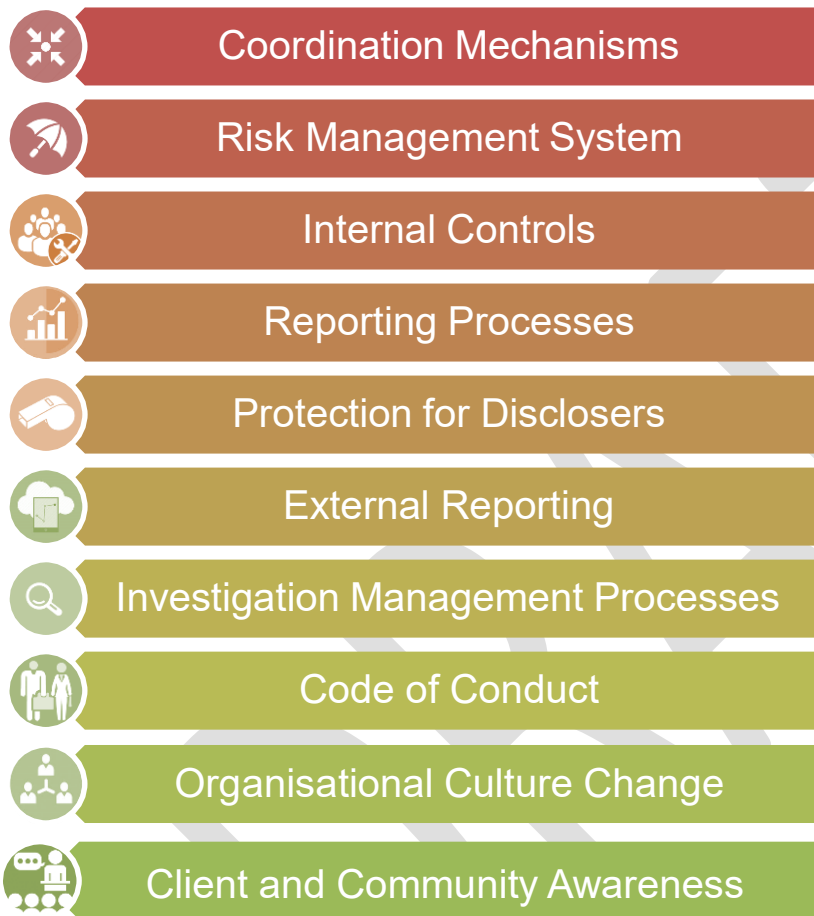 Coordination Mechanisms
Risk Management System
Internal Controls
Reporting Processes
Protection for Disclosers
External Reporting
Investigation Management Processes
Code of Conduct
Organisational Culture Change
Client and Community Awareness